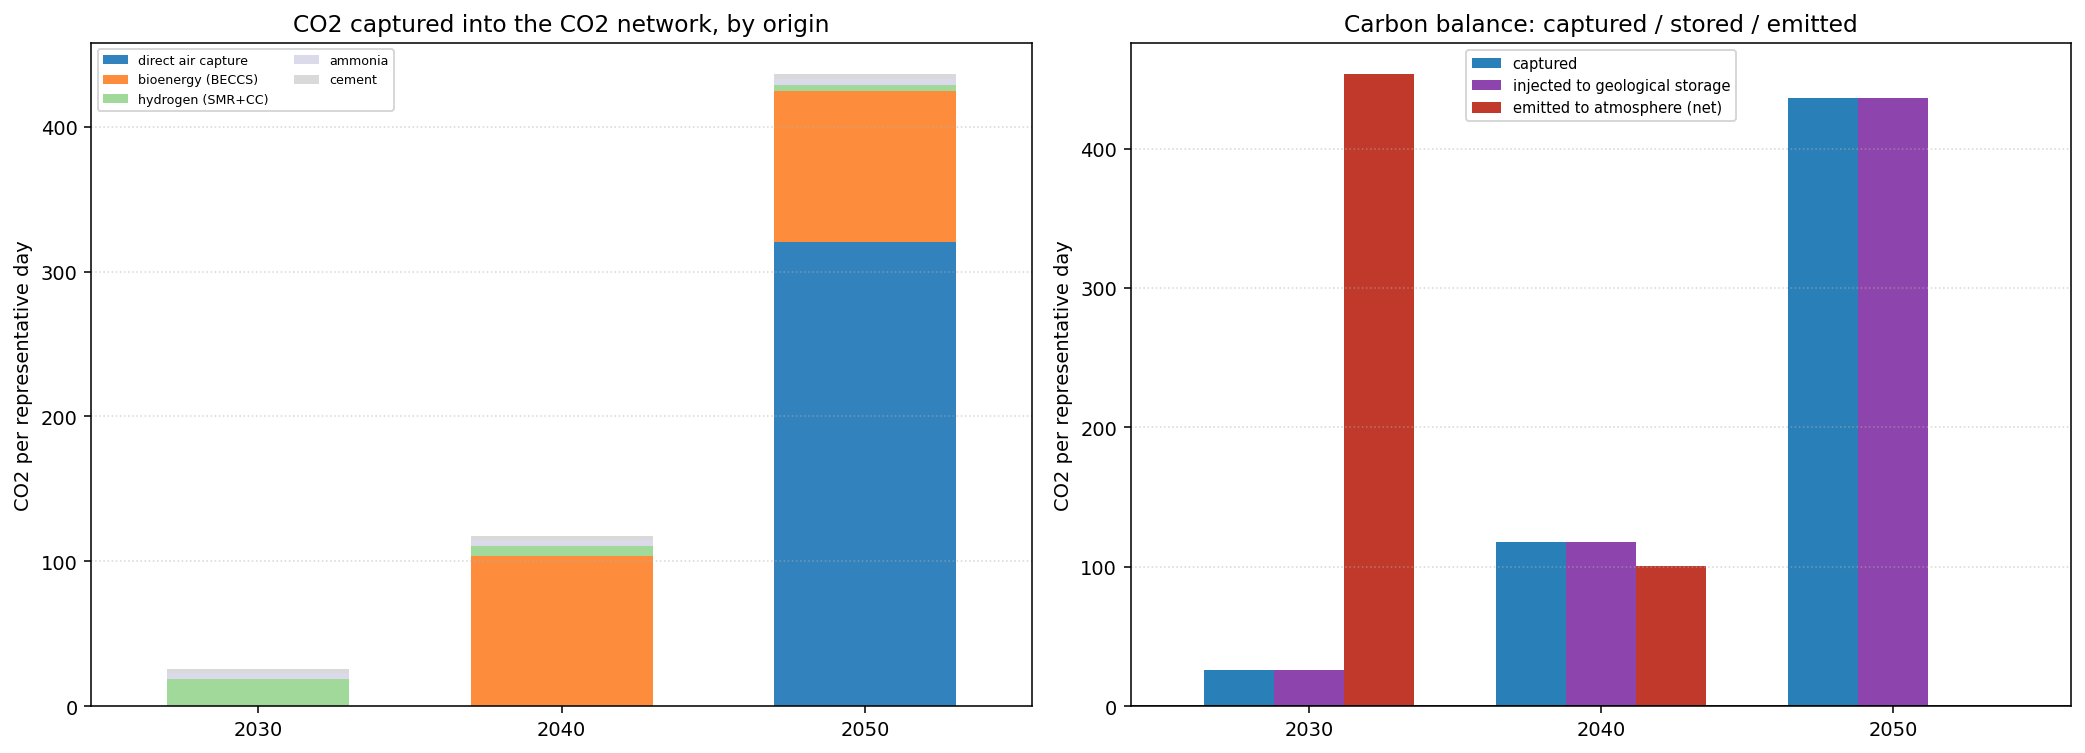 CO2 captured into the CO2 network, by origin
direct air capture
bioenergy (BECCS)
hydrogen (SMR+CC)
ammonia
cement
CO2 per representative day
400
300
200
100
0
2030 2040 2050
Carbon balance: captured / stored / emitted
captured
injected to geological storage
emitted to atmosphere (net)
CO2 per representative day
400
300
200
100
0
2030 2040 2050